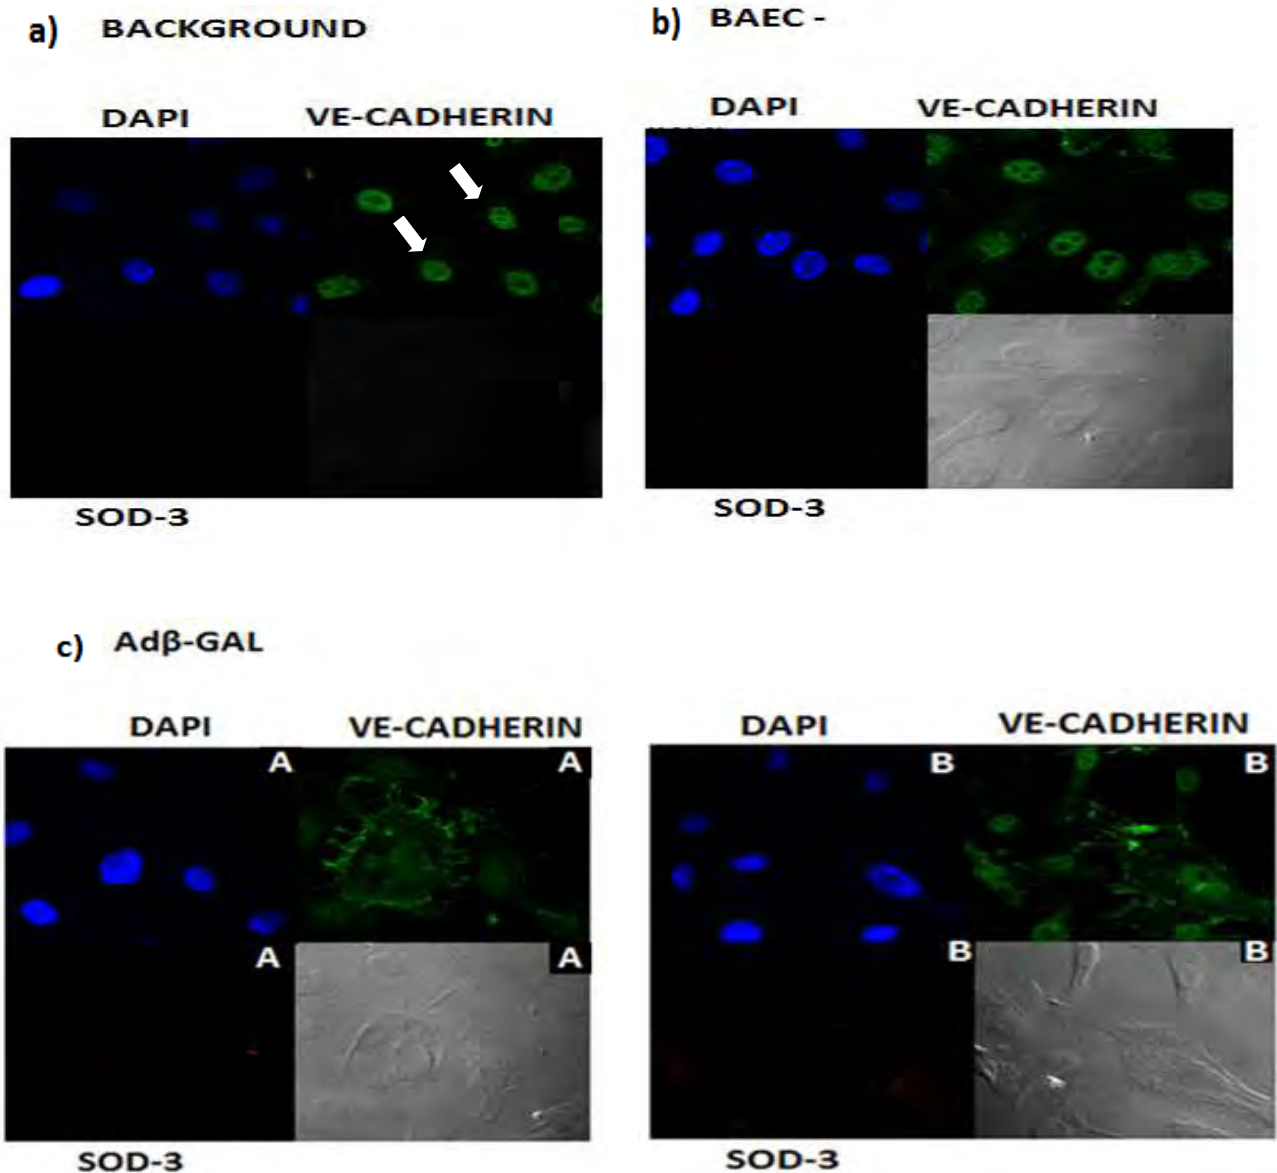 a) BACKGROUND
b) BAEC -
DAPI VE-CADHERIN
DAPI VE-CADHERIN
SOD-3
SOD-3
c) Adβ-GAL
DAPI VE-CADHERIN
DAPI VE-CADHERIN
A A
B B
A A
B B
SOD-3
SOD-3